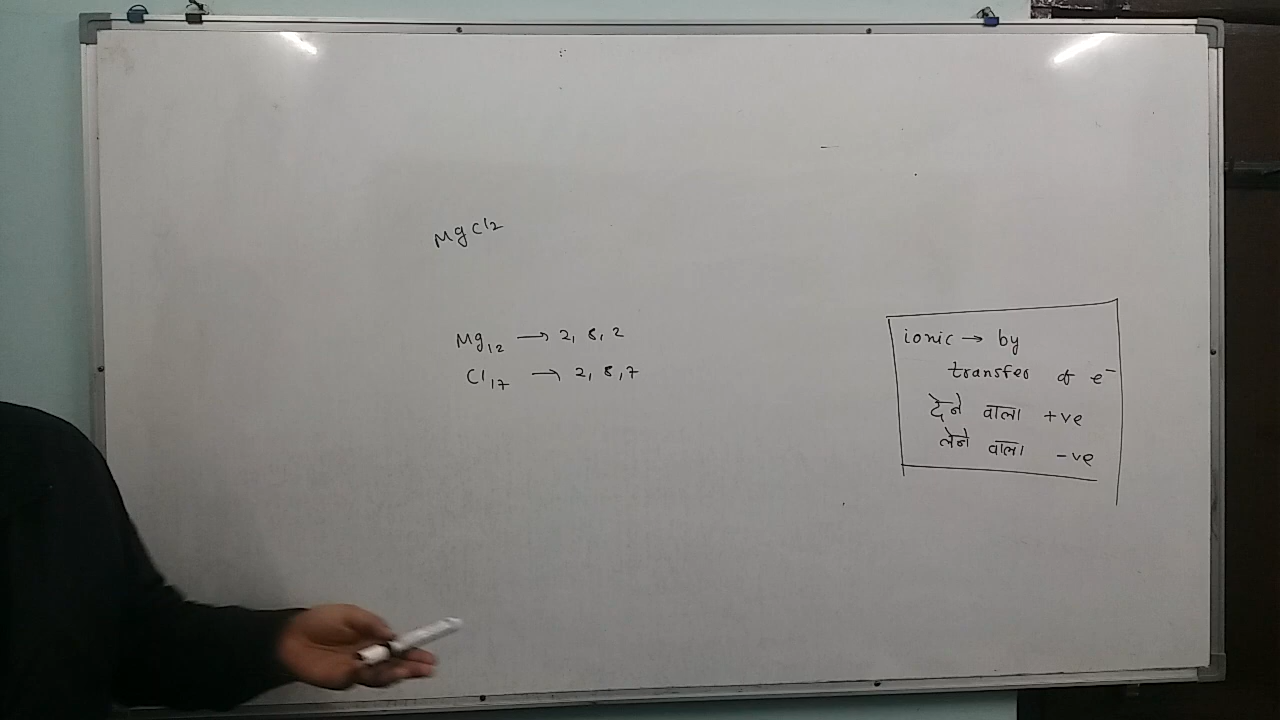 MgCl2
Mg12 → 2, 8, 2
Cl17 → 2, 8, 7
ionic → by
transfer of e⁻
देने वाला +ve
लेने वाला -ve